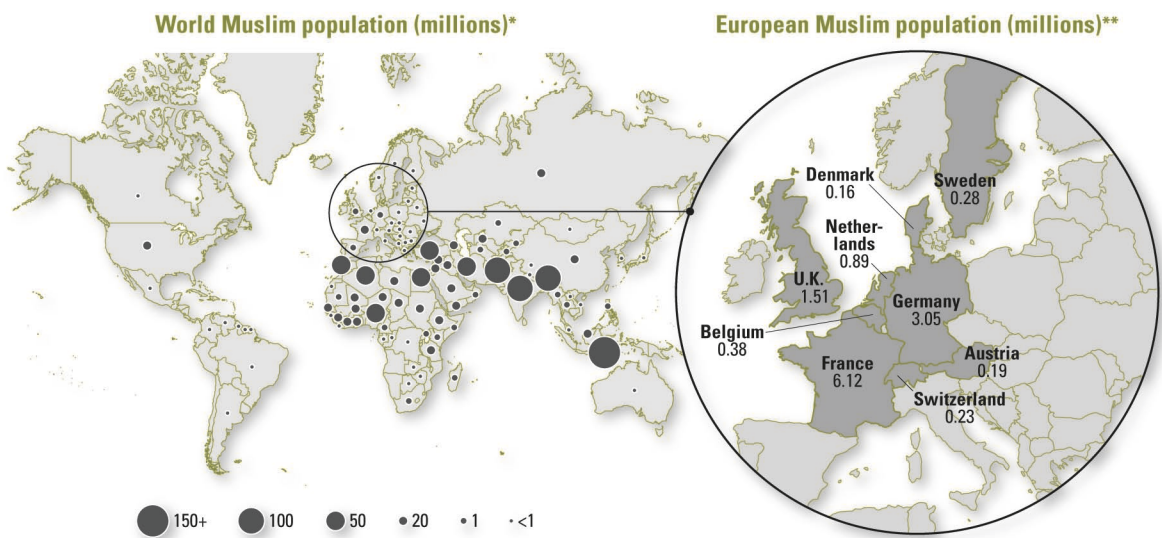 World Muslim population (millions)*
European Muslim population (millions)**
Denmark
0.16
Sweden
0.28
Nether-
lands
0.89
U.K.
1.51
Germany
3.05
Belgium
0.38
France
6.12
Austria
0.19
Switzerland
0.23
150+ 100 50 20 1 <1